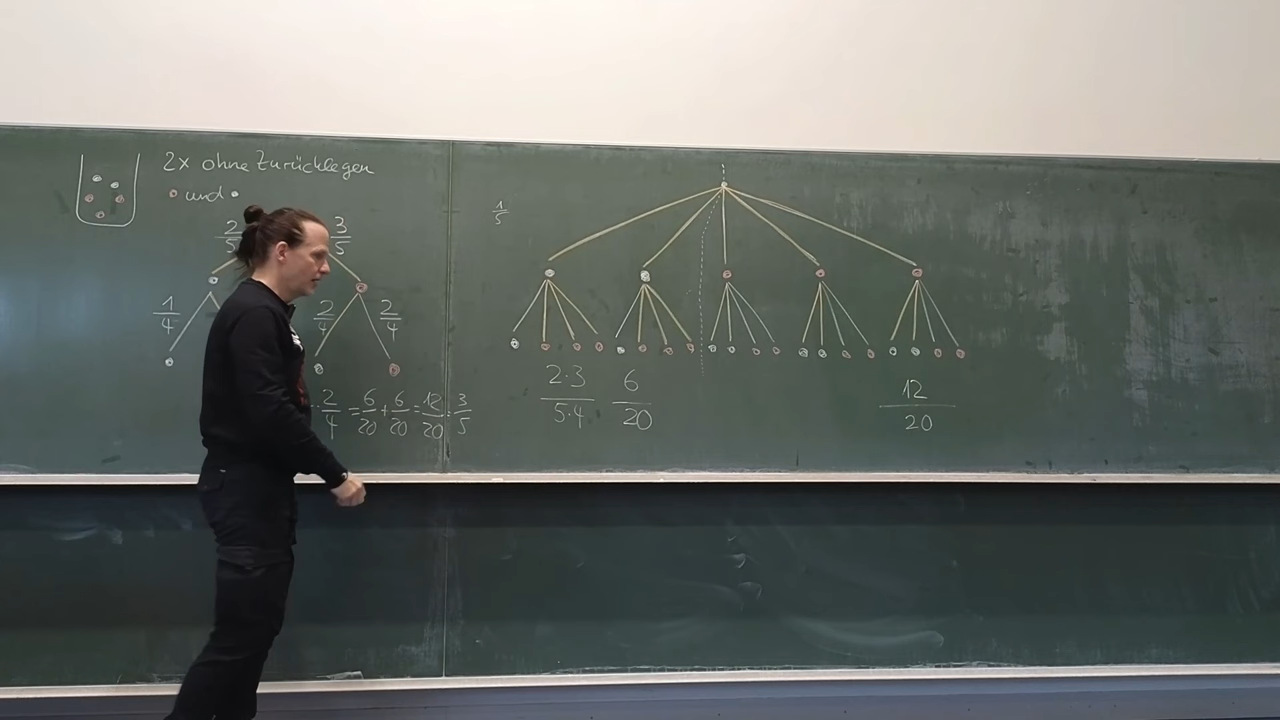 2x ohne Zurücklegen
und
2/5 3/5
1/4 2/4 2/4
· 2/4 = 6/20 + 6/20 = 12/20 = 3/5
1/5
2·3/5·4 6/20
12/20